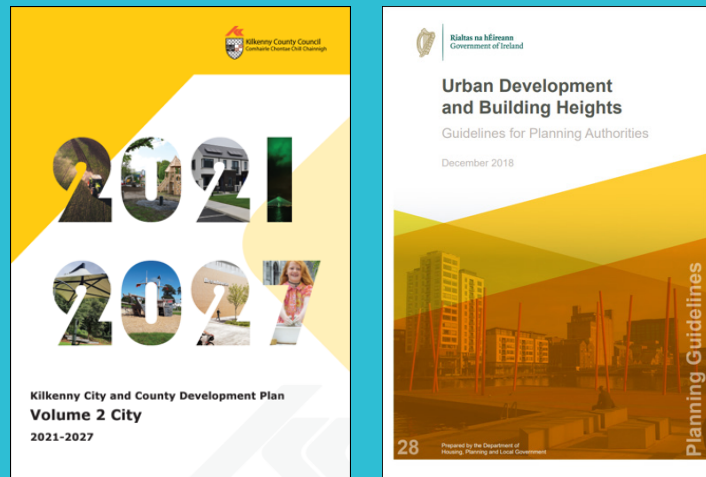 Kilkenny County Council
Comhairle Chontae Chill Chainnigh
2021
2027
Kilkenny City and County Development Plan
Volume 2 City
2021-2027
Rialtas na hÉireann
Government of Ireland
Urban Development
and Building Heights
Guidelines for Planning Authorities
December 2018
Planning Guidelines
28
Prepared by the Department of
Housing, Planning and Local Government